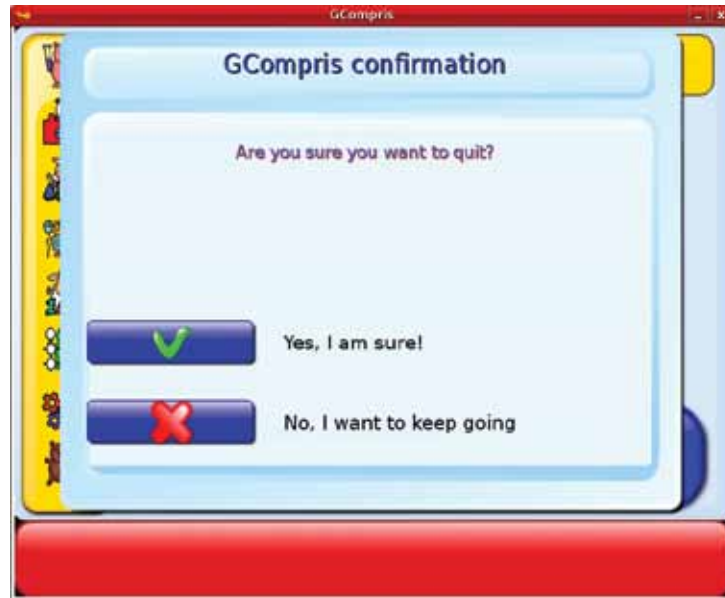 GCompris
GCompris confirmation
Are you sure you want to quit?
Yes, I am sure!
No, I want to keep going